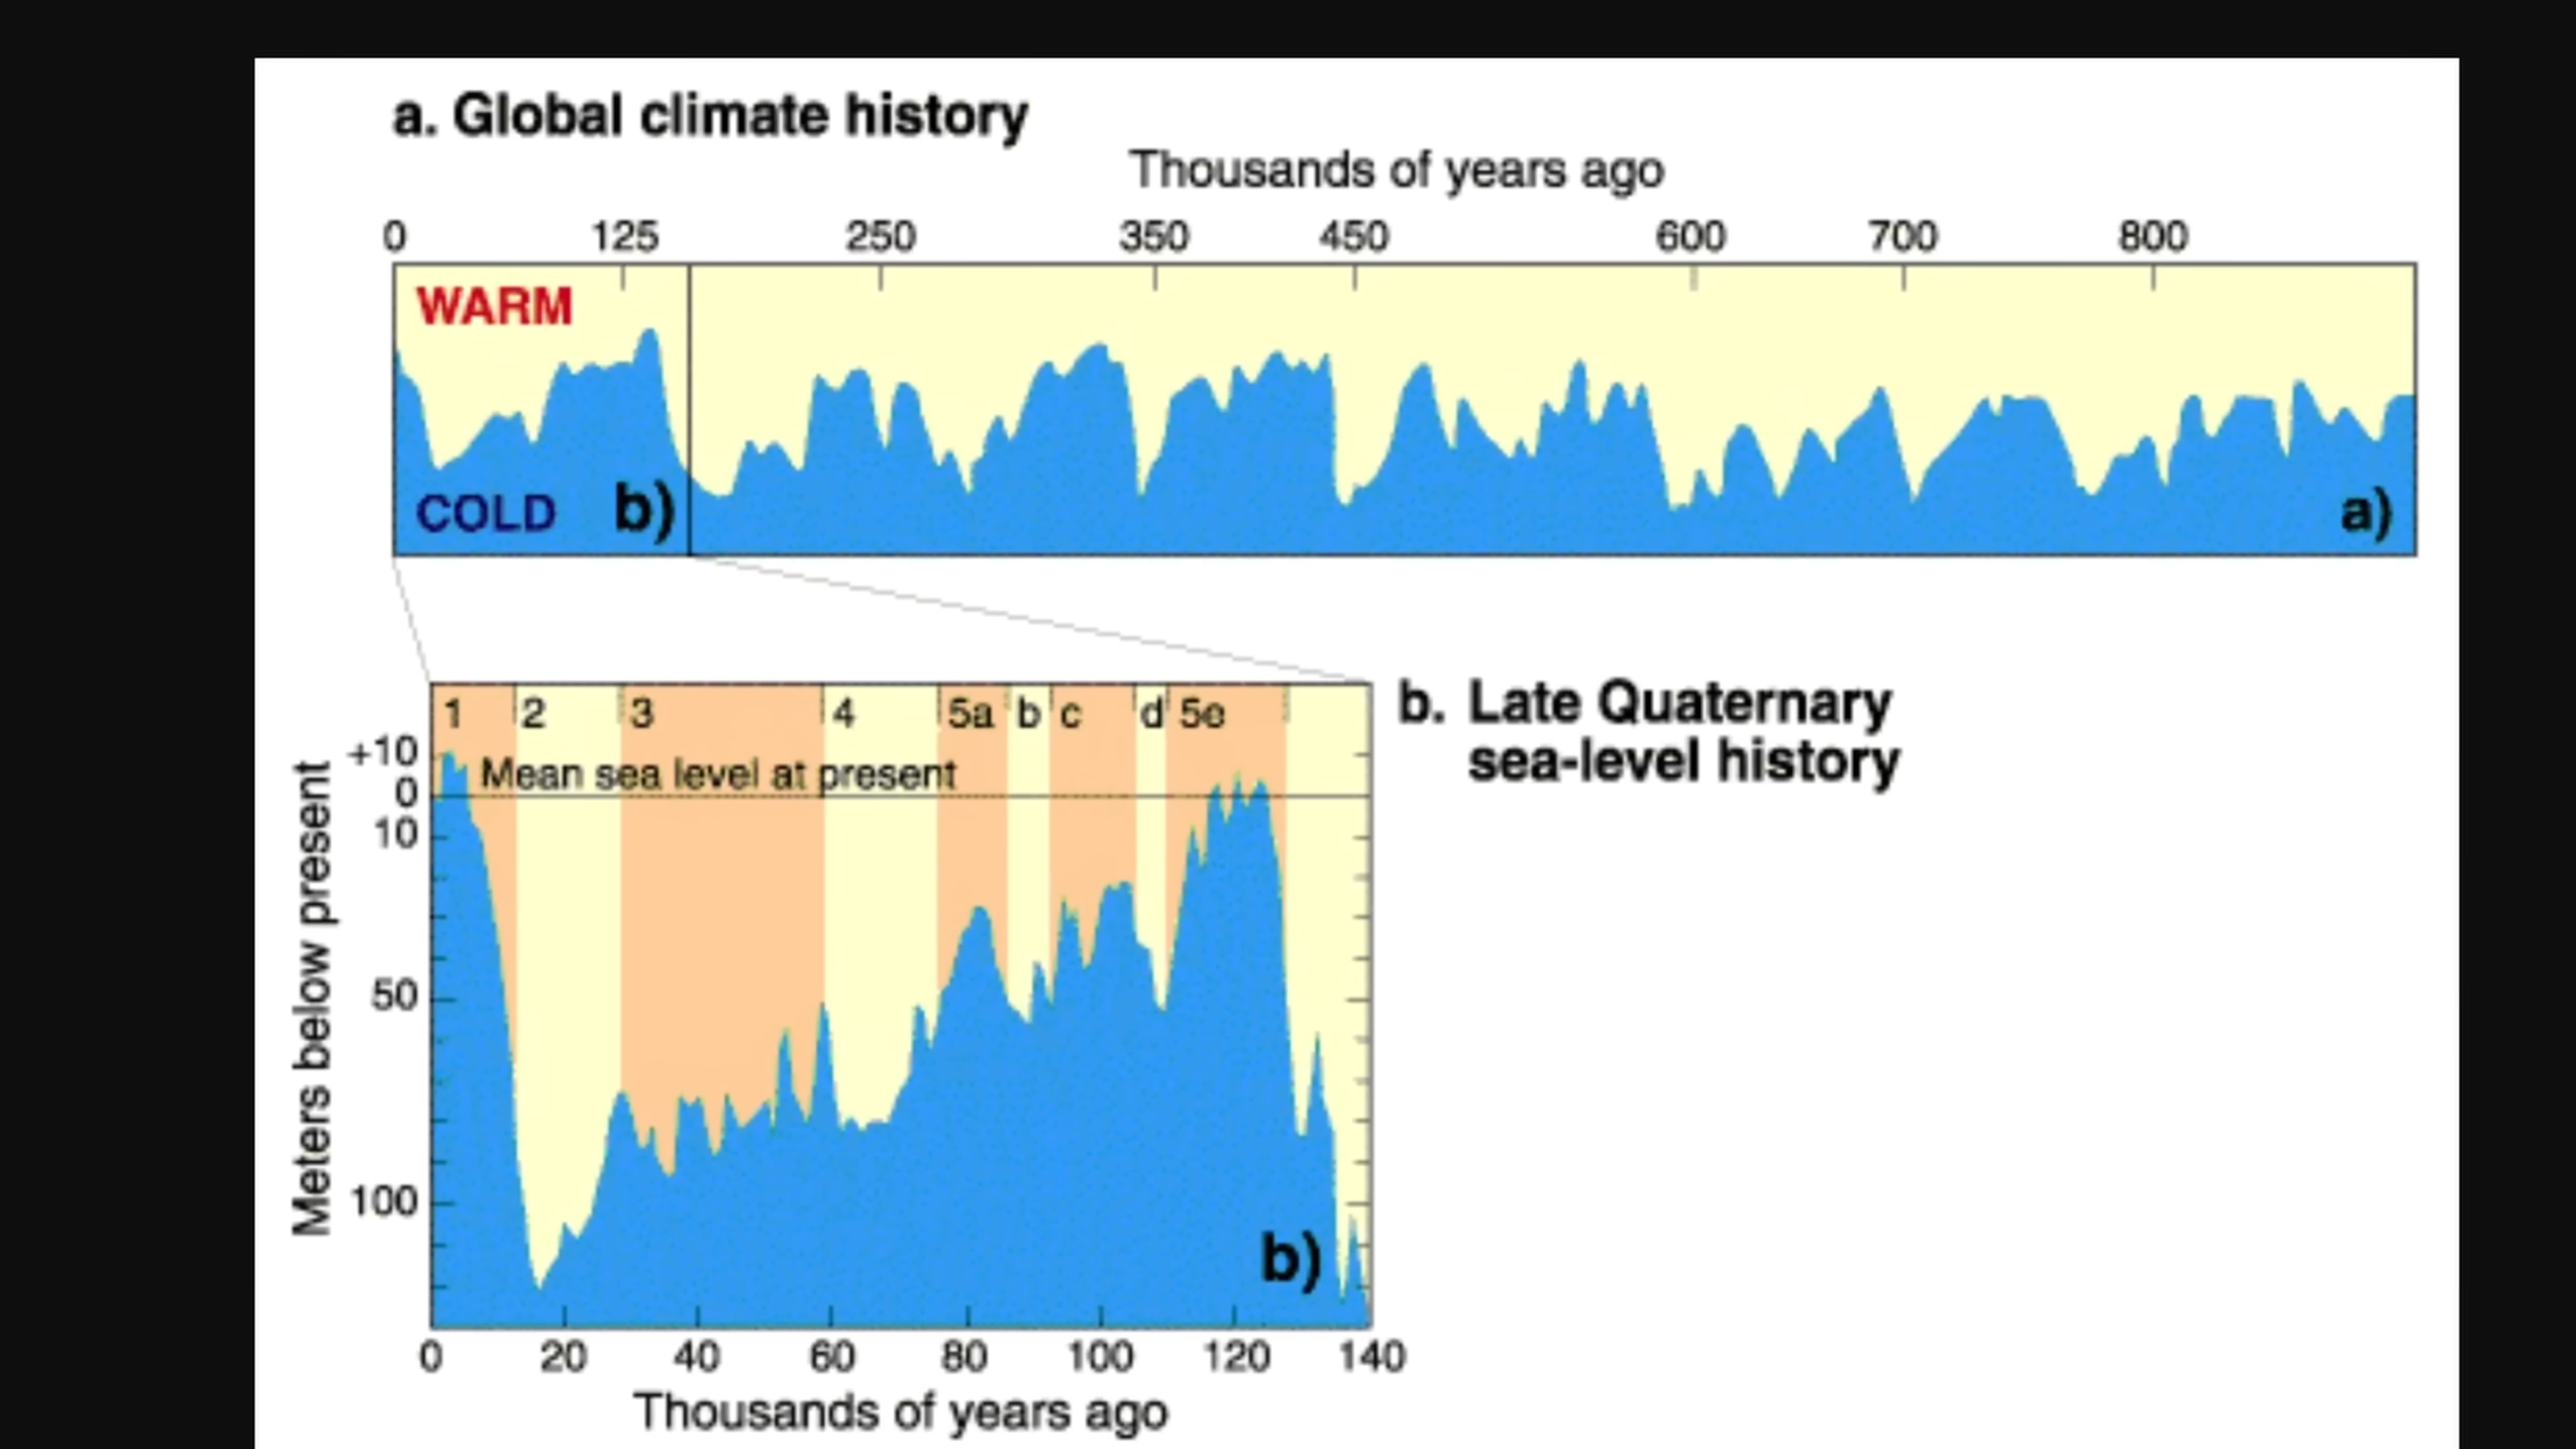 a. Global climate history
Thousands of years ago
0 125 250 350 450 600 700 800
WARM
COLD b) a)
1 2 3 4 5a b c d 5e
b. Late Quaternary
sea-level history
+10
Mean sea level at present
0
10
50
100
Meters below present
b)
0 20 40 60 80 100 120 140
Thousands of years ago